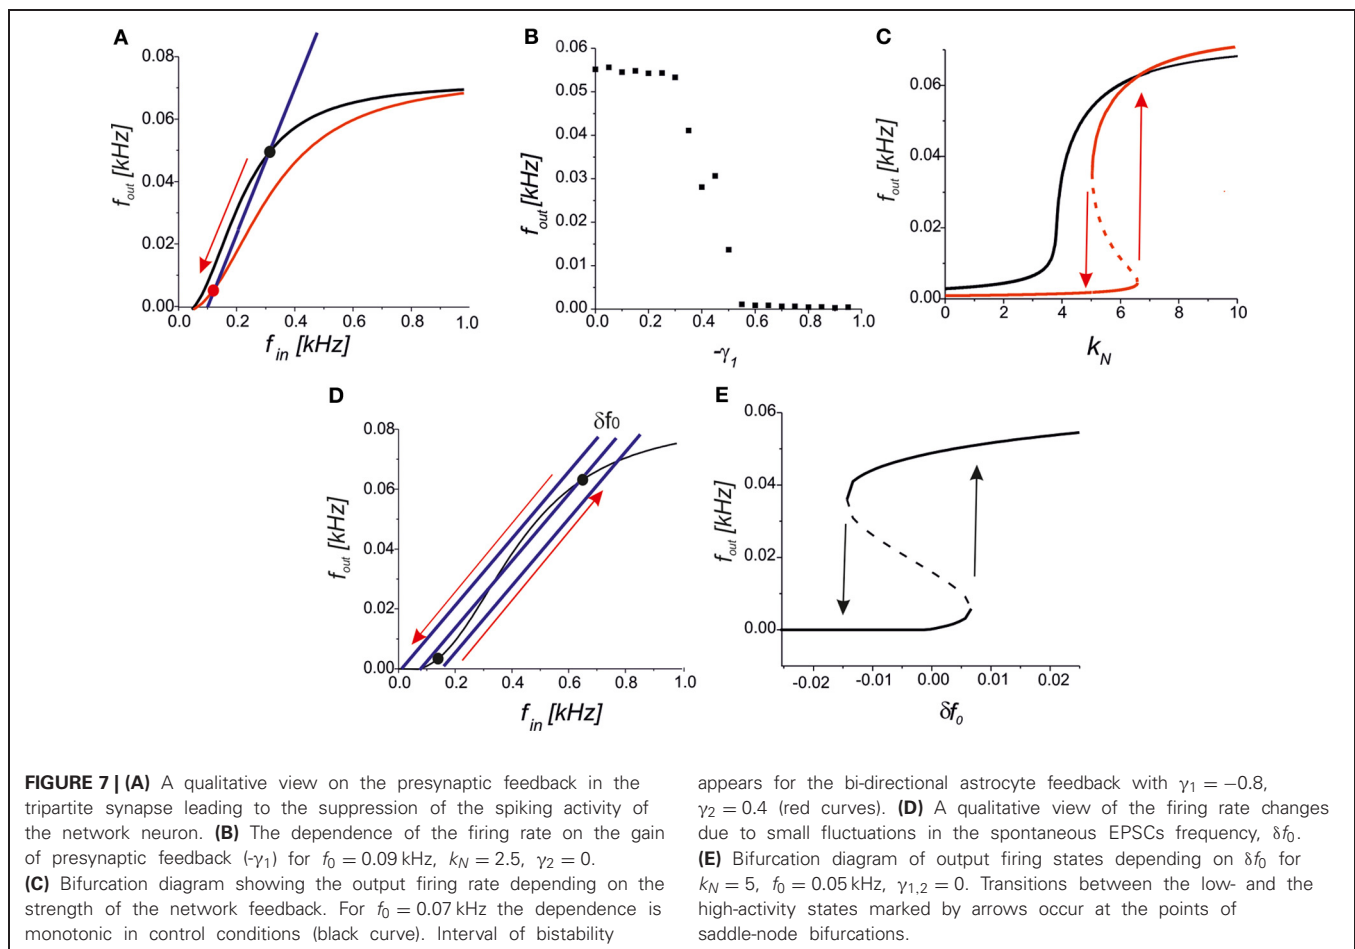 A
0.08
0.06
0.04
0.02
0.00
f_out [kHz]
0.0 0.2 0.4 0.6 0.8 1.0
f_in [kHz]
B
0.06
0.05
0.04
0.03
0.02
0.01
0.00
f_out [kHz]
0.0 0.2 0.4 0.6 0.8 1.0
-γ_1
C
0.06
0.04
0.02
0.00
f_out [kHz]
0 2 4 6 8 10
k_N
D
δf_0
0.08
0.06
0.04
0.02
0.00
f_out [kHz]
0.0 0.2 0.4 0.6 0.8 1.0
f_in [kHz]
E
0.06
0.04
0.02
0.00
f_out [kHz]
-0.02 -0.01 0.00 0.01 0.02
δf_0
FIGURE 7 | (A) A qualitative view on the presynaptic feedback in the
tripartite synapse leading to the suppression of the spiking activity of
the network neuron. (B) The dependence of the firing rate on the gain
of presynaptic feedback (-γ1) for f0 = 0.09 kHz, kN = 2.5, γ2 = 0.
(C) Bifurcation diagram showing the output firing rate depending on the
strength of the network feedback. For f0 = 0.07 kHz the dependence is
monotonic in control conditions (black curve). Interval of bistability
appears for the bi-directional astrocyte feedback with γ1 = −0.8,
γ2 = 0.4 (red curves). (D) A qualitative view of the firing rate changes
due to small fluctuations in the spontaneous EPSCs frequency, δf0.
(E) Bifurcation diagram of output firing states depending on δf0 for
kN = 5, f0 = 0.05 kHz, γ1,2 = 0. Transitions between the low- and the
high-activity states marked by arrows occur at the points of
saddle-node bifurcations.